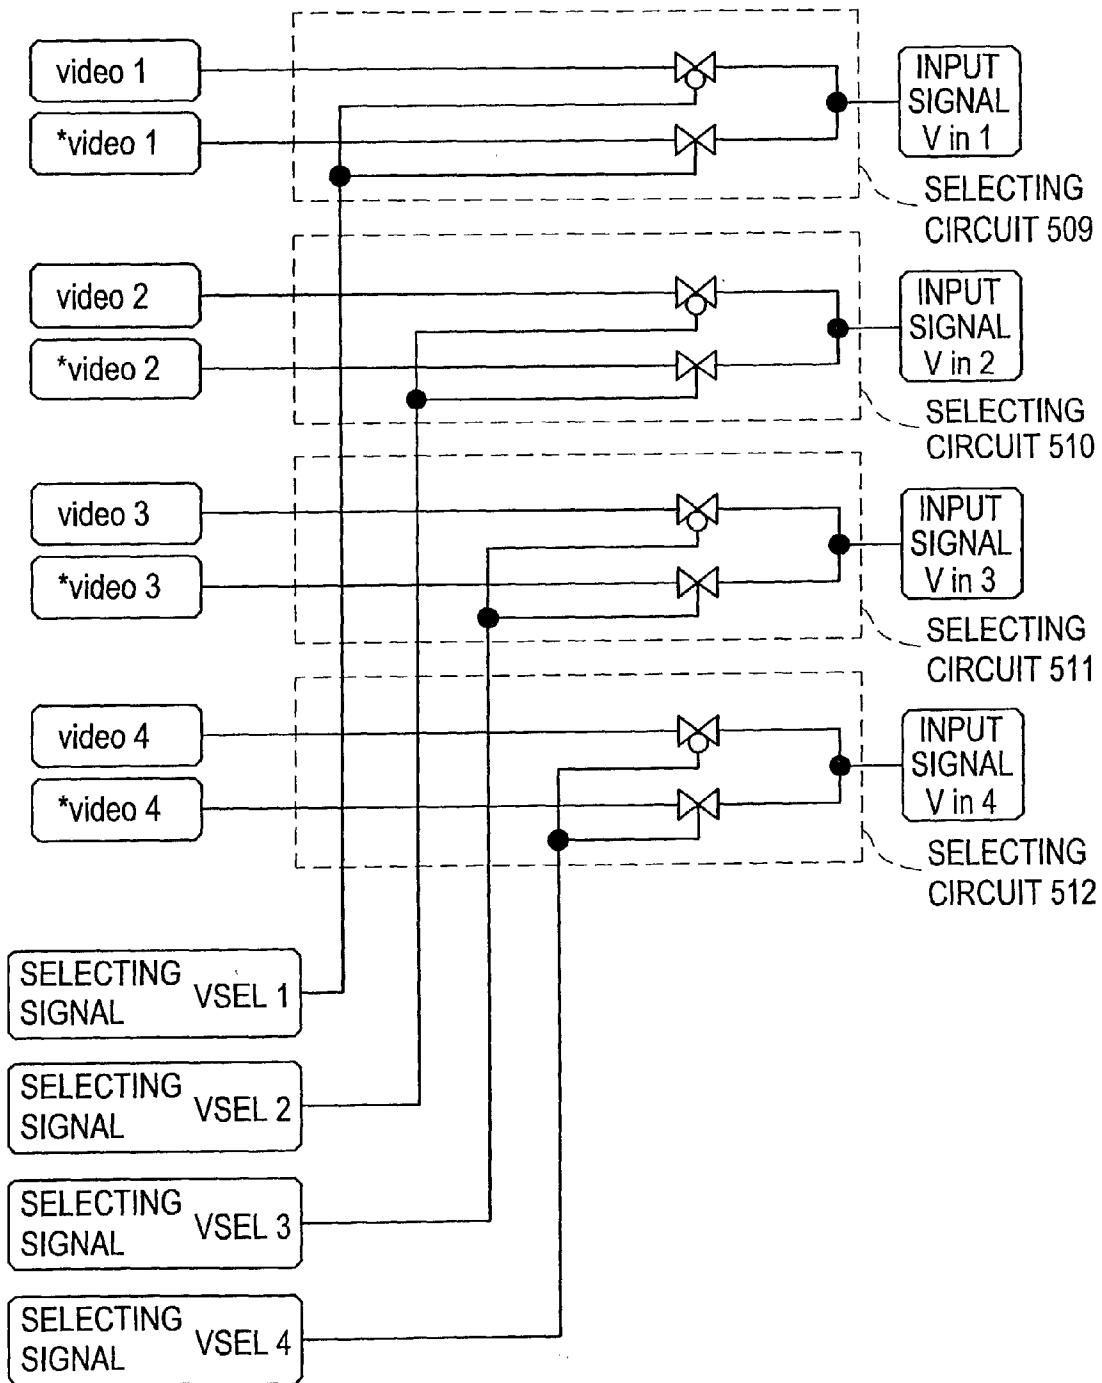 video 1
*video 1
INPUT
SIGNAL
V in 1
SELECTING
CIRCUIT 509
video 2
*video 2
INPUT
SIGNAL
V in 2
SELECTING
CIRCUIT 510
video 3
*video 3
INPUT
SIGNAL
V in 3
SELECTING
CIRCUIT 511
video 4
*video 4
INPUT
SIGNAL
V in 4
SELECTING
CIRCUIT 512
SELECTING
SIGNAL VSEL 1
SELECTING
SIGNAL VSEL 2
SELECTING
SIGNAL VSEL 3
SELECTING
SIGNAL VSEL 4